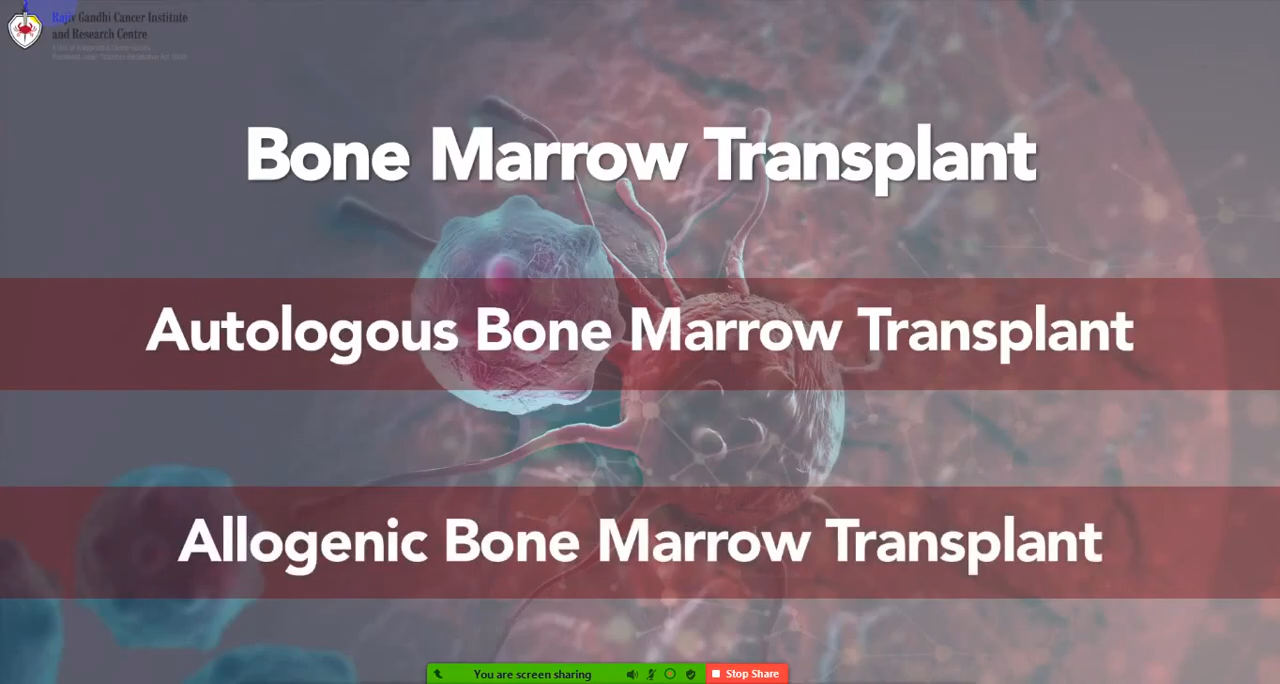 Rajiv Gandhi Cancer Institute
and Research Centre
Bone Marrow Transplant
Autologous Bone Marrow Transplant
Allogenic Bone Marrow Transplant
You are screen sharing
Stop Share